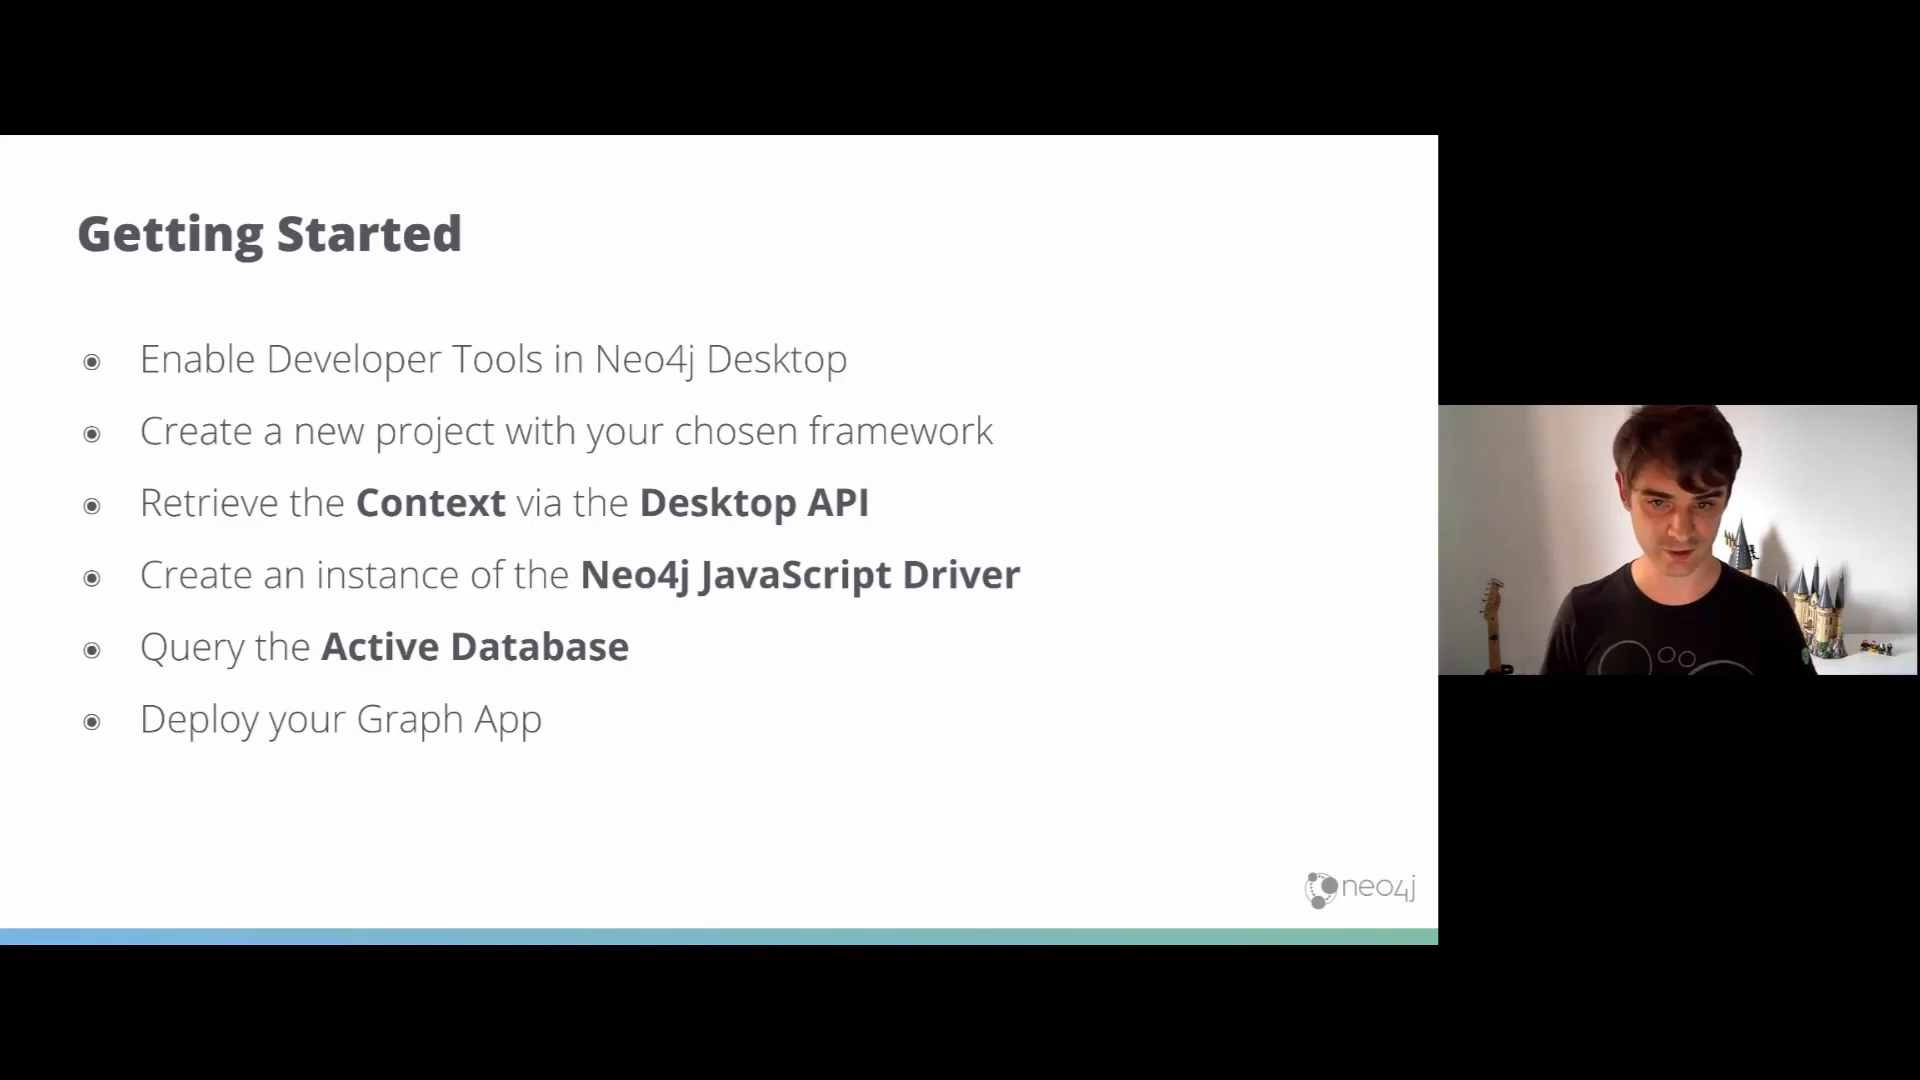 Getting Started
Enable Developer Tools in Neo4j Desktop
Create a new project with your chosen framework
Retrieve the Context via the Desktop API
Create an instance of the Neo4j JavaScript Driver
Query the Active Database
Deploy your Graph App
neo4j